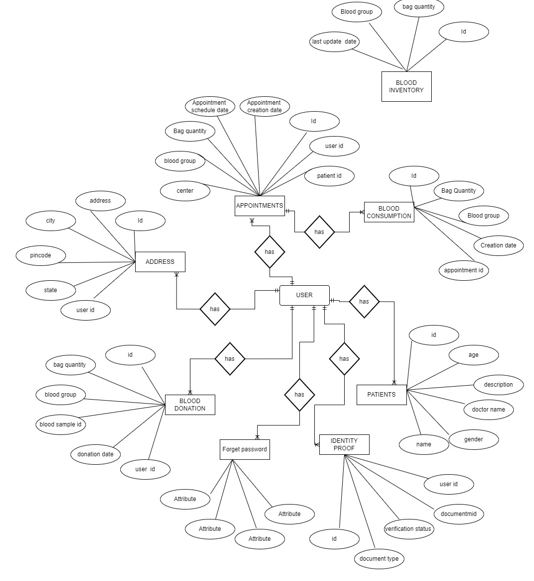 Blood group
bag quantity
Id
last update date
BLOOD
INVENTORY
Appointment
schedule date
Appointment
creation date
Id
Bag quantity
user id
blood group
patient id
center
APPOINTMENTS
Id
Bag Quantity
Blood group
Creation date
appointment id
BLOOD
CONSUMPTION
has
address
city
Id
pincode
state
user id
ADDRESS
has
USER
has
has
has
has
has
id
bag quantity
blood group
blood sample id
donation date
user id
BLOOD
DONATION
id
age
description
doctor name
gender
name
PATIENTS
Forget password
Attribute
Attribute
Attribute
Attribute
IDENTITY
PROOF
user id
documentmid
verification status
id
document type